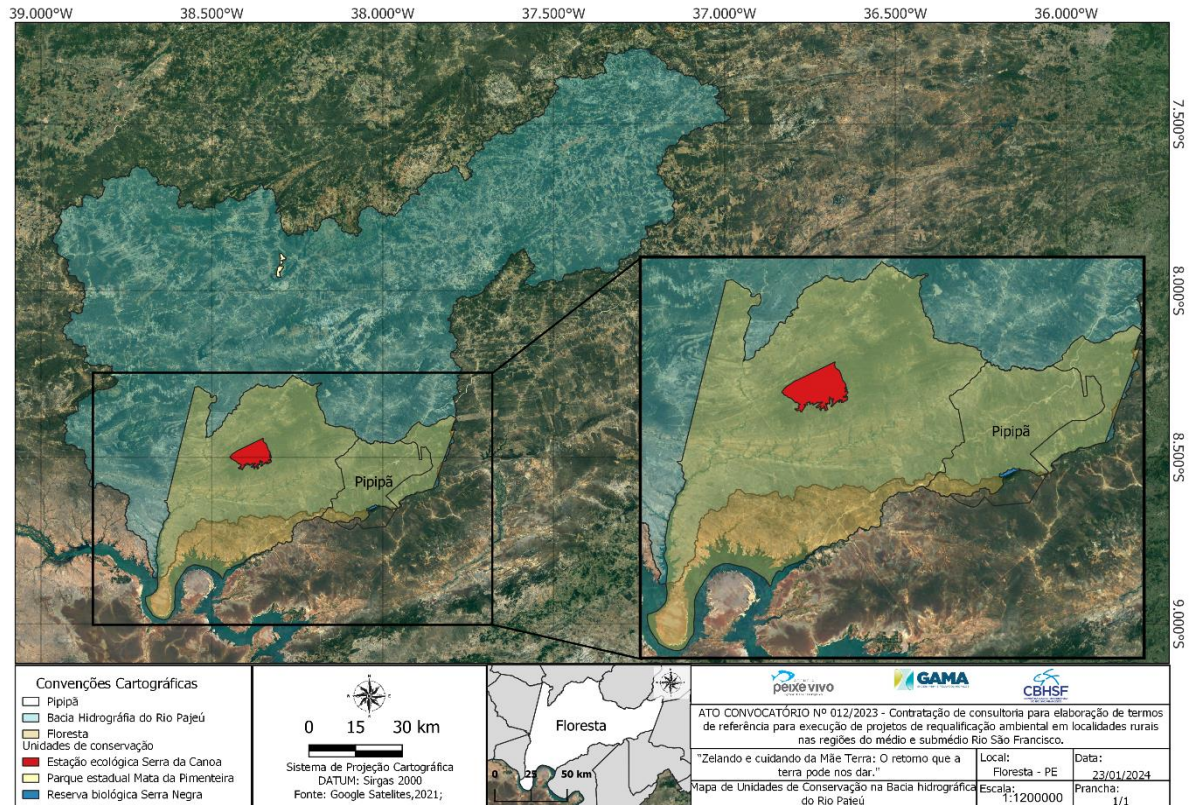 39.000°W 38.500°W 38.000°W 37.500°W 37.000°W 36.500°W 36.000°W
7.500°S
8.000°S
8.500°S
9.000°S
Pipipã
Pipipã
Convenções Cartográficas
Pipipã
Bacia Hidrográfia do Rio Pajeú
Floresta
Unidades de conservação
Estação ecológica Serra da Canoa
Parque estadual Mata da Pimenteira
Reserva biológica Serra Negra
0 15 30 km
Sistema de Projeção Cartográfica
DATUM: Sirgas 2000
Fonte: Google Satelites,2021;
Floresta
0 25 50 km
peixe vivo
GAMA
CBHSF
ATO CONVOCATÓRIO Nº 012/2023 - Contratação de consultoria para elaboração de termos
de referência para execução de projetos de requalificação ambiental em localidades rurais
nas regiões do médio e submédio Rio São Francisco.
"Zelando e cuidando da Mãe Terra: O retorno que a
terra pode nos dar."
Local:
Floresta - PE
Data:
23/01/2024
Mapa de Unidades de Conservação na Bacia hidrográfica
do Rio Pajeú
Escala:
1:1200000
Prancha:
1/1